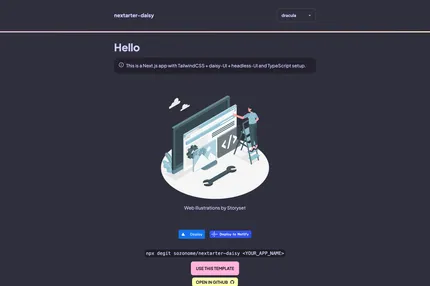 nextarter-daisy
dracula
Hello
This is a Next.js app with TailwindCSS + daisy-UI + headless-UI and TypeScript setup.
Web illustrations by Storyset
Deploy
Deploy to Netlify
npx degit sozonome/nextarter-daisy <YOUR_APP_NAME>
USE THIS TEMPLATE
OPEN IN GITHUB